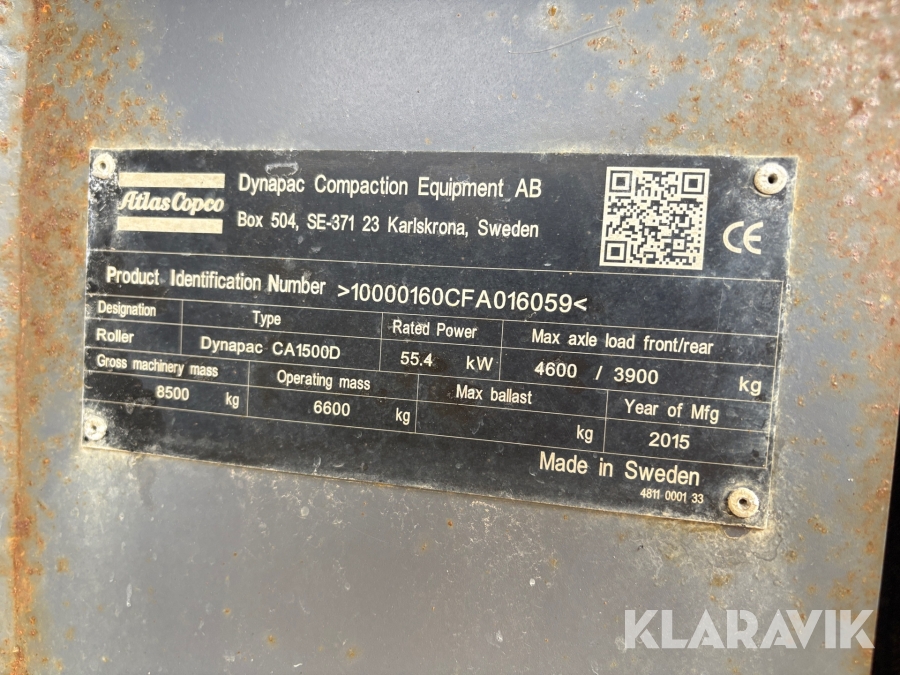 Atlas Copco
Dynapac Compaction Equipment AB
Box 504, SE-371 23 Karlskrona, Sweden
CE
Product Identification Number >10000160CFA016059<
Designation Type Rated Power Max axle load front/rear
Roller Dynapac CA1500D 55.4 kW 4600 / 3900 kg
Gross machinery mass Operating mass Max ballast Year of Mfg
8500 kg 6600 kg kg 2015
Made in Sweden
4811 0001 33
KLARAVIK